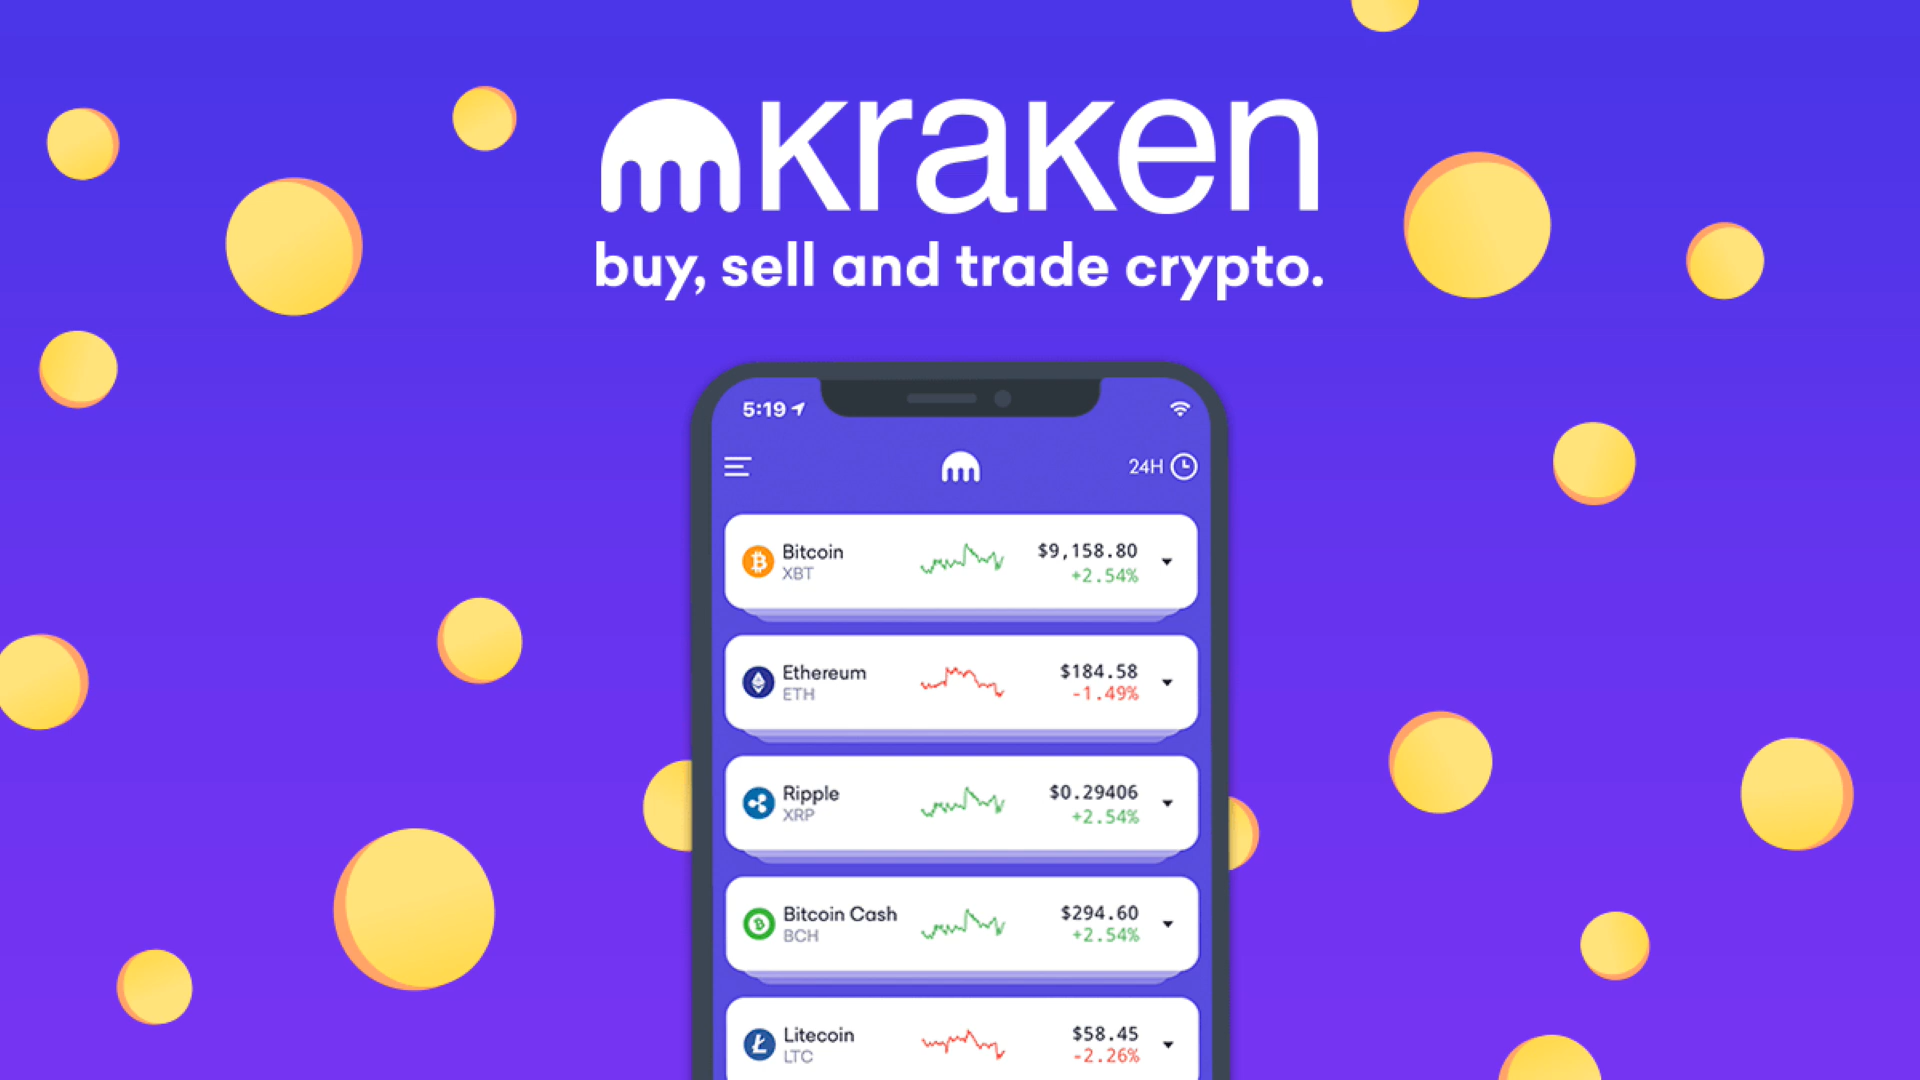 kraken
buy, sell and trade crypto.
5:19
24H
Bitcoin
XBT
$9,158.80
+2.54%
Ethereum
ETH
$184.58
-1.49%
Ripple
XRP
$0.29406
+2.54%
Bitcoin Cash
BCH
$294.60
+2.54%
Litecoin
LTC
$58.45
-2.26%